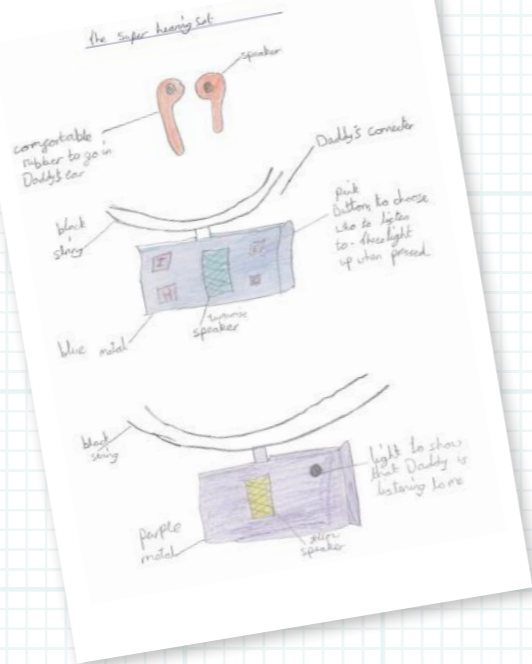 The Super hearing Set
speaker
comfortable
rubber to go in
Daddy's ear
Daddy's connecter
black
string
pink
buttons to choose
who to listen
to - these light
up when pressed
F
H
speaker
blue metal
black
string
light to show
that Daddy is
listening to me
purple
metal
speaker